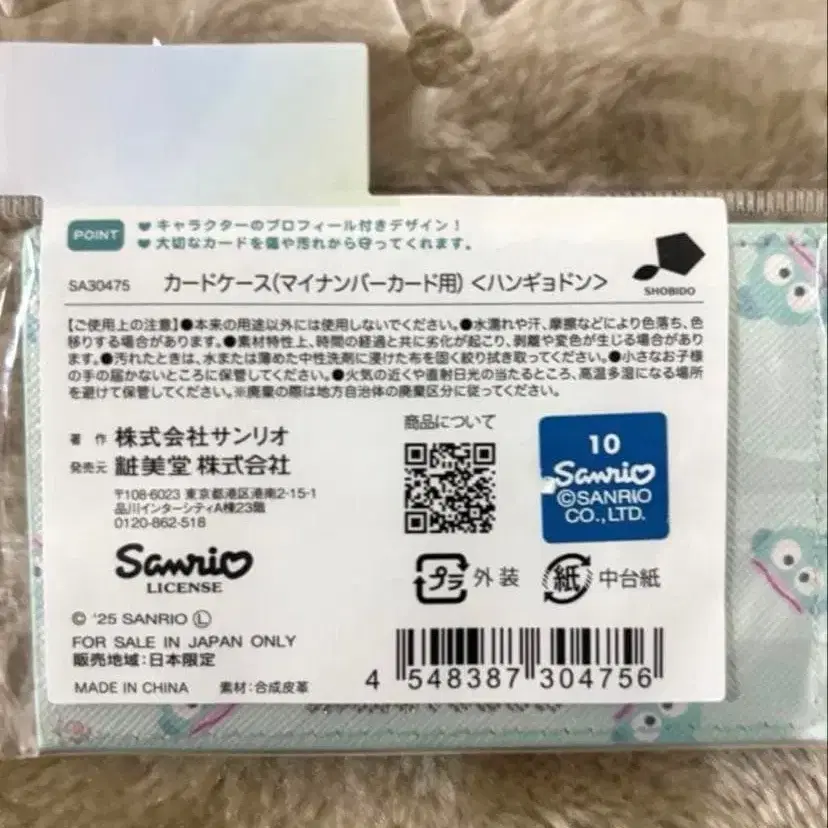 POINT
♥キャラクターのプロフィール付きデザイン!
♥大切なカードを傷や汚れから守ってくれます。
SA30475 カードケース(マイナンバーカード用)<ハンギョドン>
SHOBIDO
【ご使用上の注意】●本来の用途以外には使用しないでください。●水濡れや汗、摩擦などにより色落ち、色
移りする場合があります。●素材特性上、時間の経過と共に劣化が起こり、剥離や変色が生じる場合があり
ます。●汚れたときは、水または薄めた中性洗剤に浸けた布を固く絞り拭き取ってください。●小さなお子様
の手の届かないところに保管してください。●火気の近くや直射日光の当たるところ、高温多湿になる場所
を避けて保管してください。※廃棄の際は地方自治体の廃棄区分に従ってください。
著 作 株式会社サンリオ
発売元 粧美堂 株式会社
〒108-6023 東京都港区港南2-15-1
品川インターシティA棟23階
0120-862-518
商品について
10
Sanrio
©SANRIO
CO.,LTD.
Sanrio
LICENSE
プラ 外装
紙 中台紙
© '25 SANRIO Ⓛ
FOR SALE IN JAPAN ONLY
販売地域:日本限定
MADE IN CHINA 素材:合成皮革
4 548387 304756